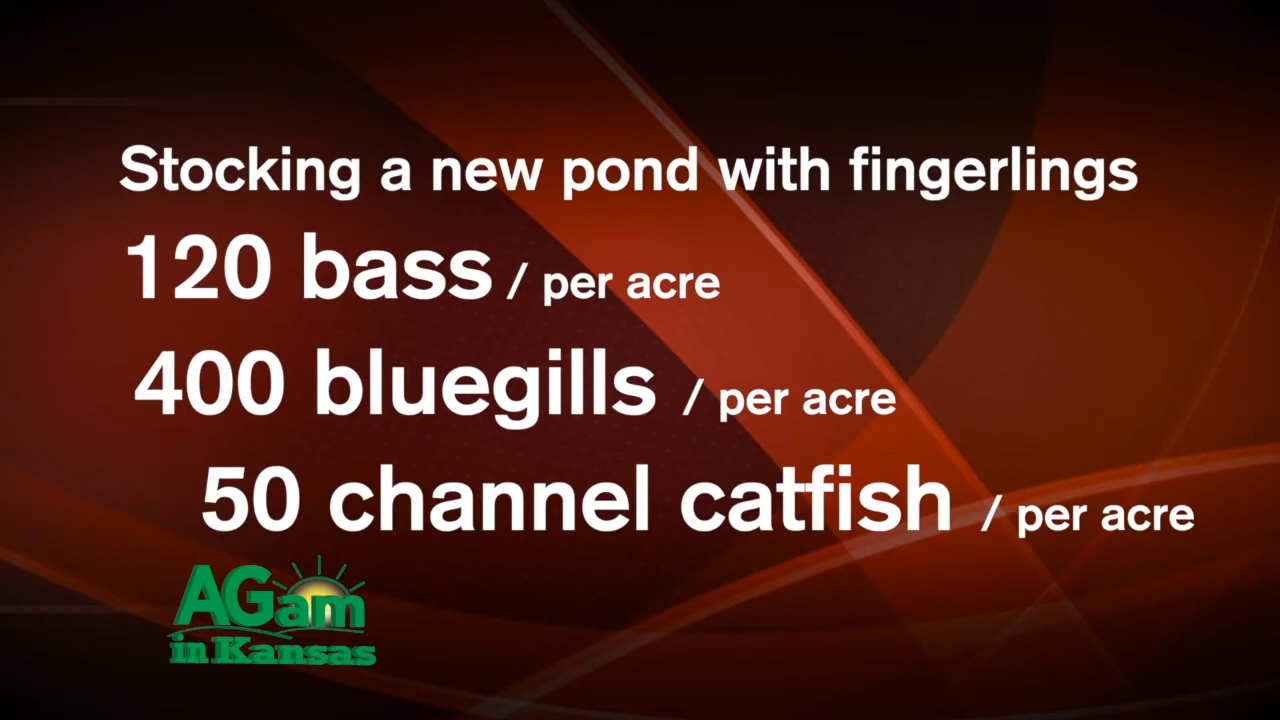 Stocking a new pond with fingerlings
120 bass / per acre
400 bluegills / per acre
50 channel catfish / per acre
AGam
in Kansas